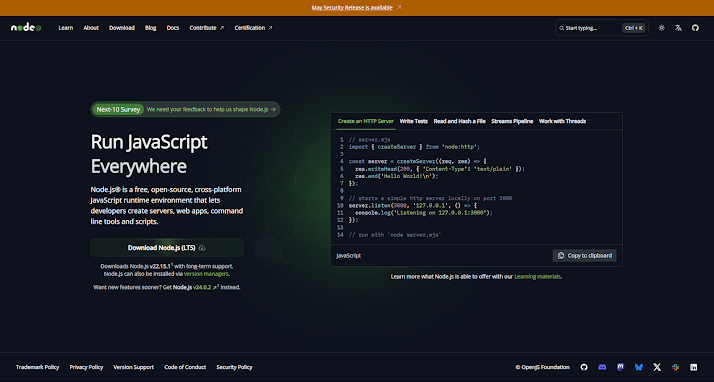 May Security Release is available
node
Learn About Download Blog Docs Contribute Certification
Start typing... Ctrl + K
Next-10 Survey We need your feedback to help us shape Node.js
Run JavaScript
Everywhere
Node.js® is a free, open-source, cross-platform
JavaScript runtime environment that lets
developers create servers, web apps, command
line tools and scripts.
Download Node.js (LTS)
Downloads Node.js v22.15.1¹ with long-term support.
Node.js can also be installed via version managers.
Want new features sooner? Get Node.js v24.0.2 ¹ instead.
Create an HTTP Server Write Tests Read and Hash a File Streams Pipeline Work with Threads
1 // server.mjs
2 import { createServer } from 'node:http';
3
4 const server = createServer((req, res) => {
5 res.writeHead(200, { 'Content-Type': 'text/plain' });
6 res.end('Hello World!\n');
7 });
8
9 // starts a simple http server locally on port 3000
10 server.listen(3000, '127.0.0.1', () => {
11 console.log('Listening on 127.0.0.1:3000');
12 });
13
14 // run with `node server.mjs`
JavaScript Copy to clipboard
Learn more what Node.js is able to offer with our Learning materials.
Trademark Policy Privacy Policy Version Support Code of Conduct Security Policy
© OpenJS Foundation